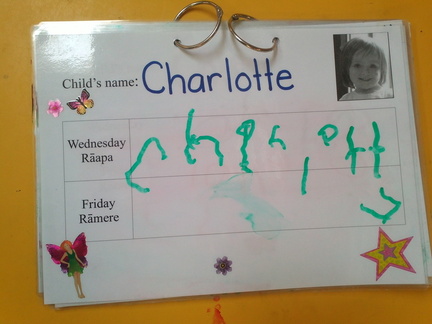 Child's name: Charlotte
Wednesday
Rāapa
Friday
Rāmere